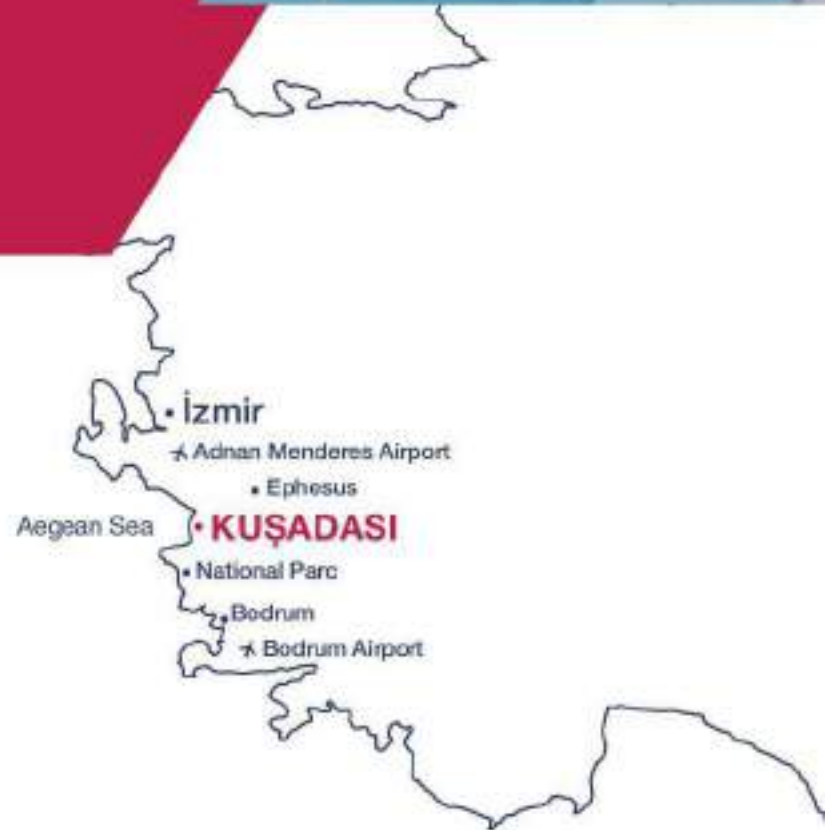 İzmir
Adnan Menderes Airport
Ephesus
Aegean Sea
KUŞADASI
National Parc
Bodrum
Bodrum Airport